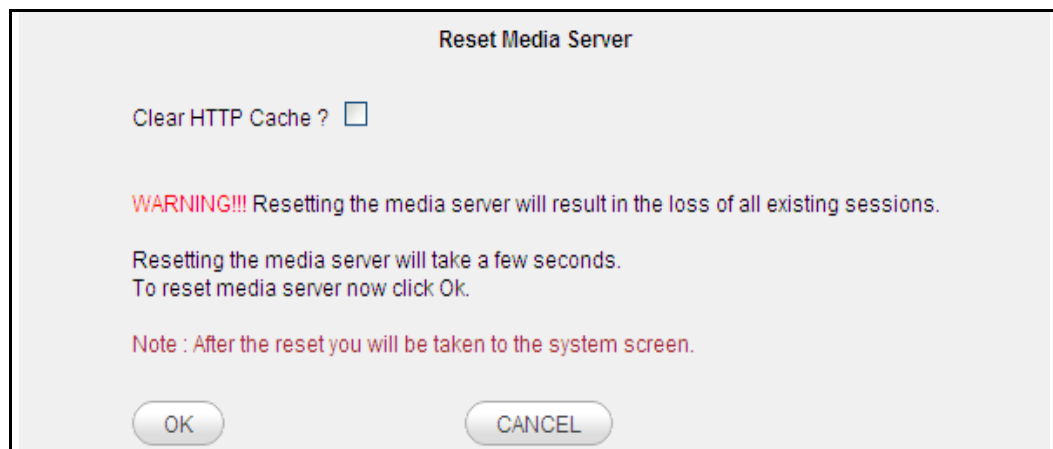 Reset Media Server
Clear HTTP Cache ?
WARNING!!! Resetting the media server will result in the loss of all existing sessions.
Resetting the media server will take a few seconds.
To reset media server now click Ok.
Note : After the reset you will be taken to the system screen.
OK CANCEL